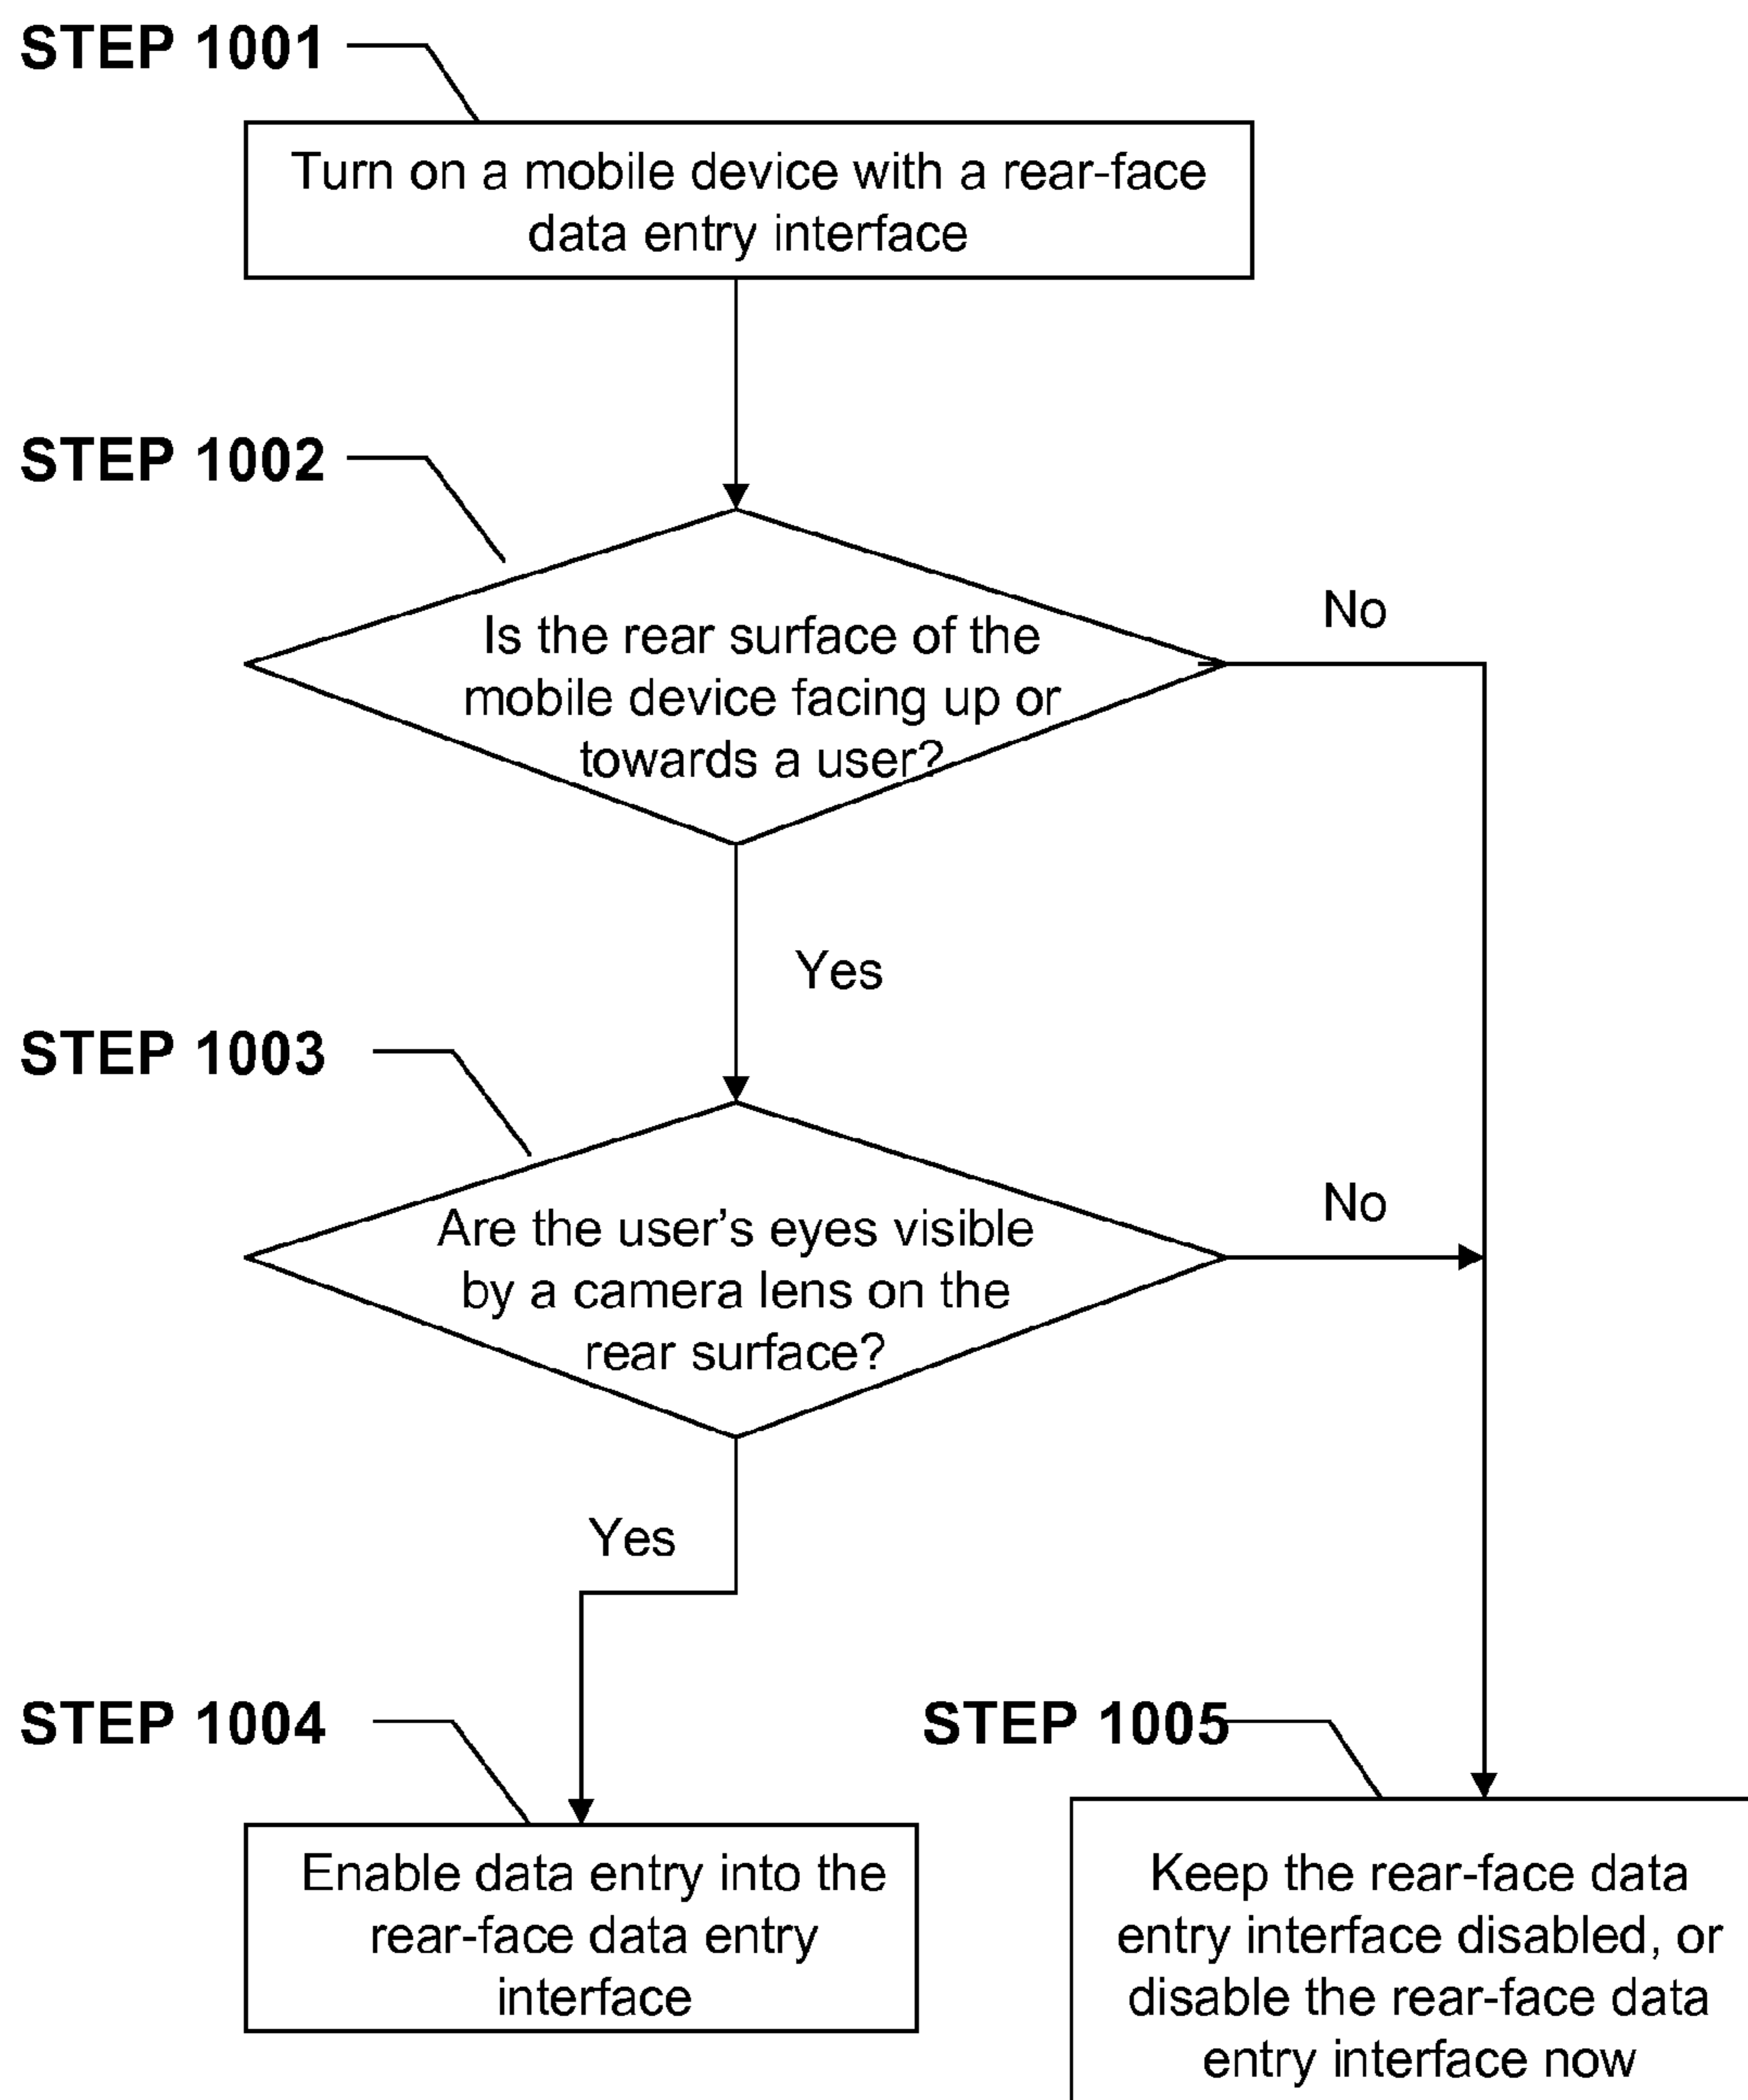 STEP 1001
Turn on a mobile device with a rear-face
data entry interface
STEP 1002
Is the rear surface of the
mobile device facing up or
towards a user?
No
Yes
STEP 1003
Are the user’s eyes visible
by a camera lens on the
rear surface?
No
Yes
STEP 1004
Enable data entry into the
rear-face data entry
interface
STEP 1005
Keep the rear-face data
entry interface disabled, or
disable the rear-face data
entry interface now